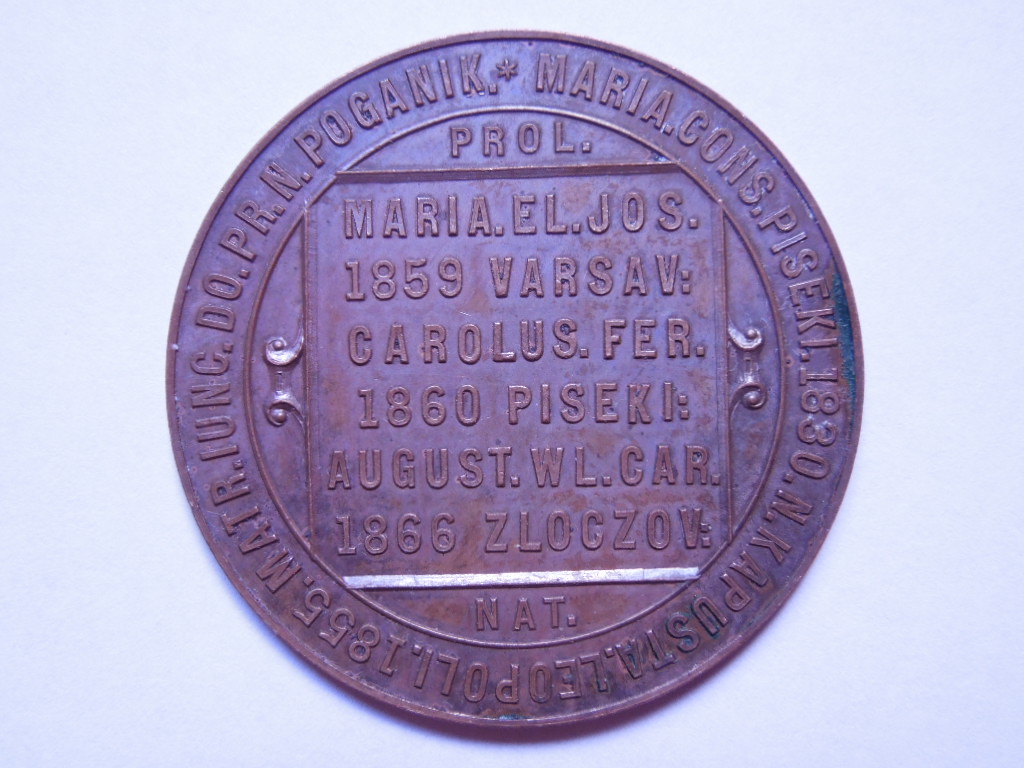 * MARIA.CONS.PISEKI.1830.N.KAPUSTA.LEOPOLI.1855.MATR.IUNC.DO.PR.N.POGANIK.
PROL.
MARIA.EL.JOS.
1859 VARSAV:
CAROLUS.FER.
1860 PISEKI:
AUGUST.WL.CAR.
1866 ZLOCZOV:
NAT.